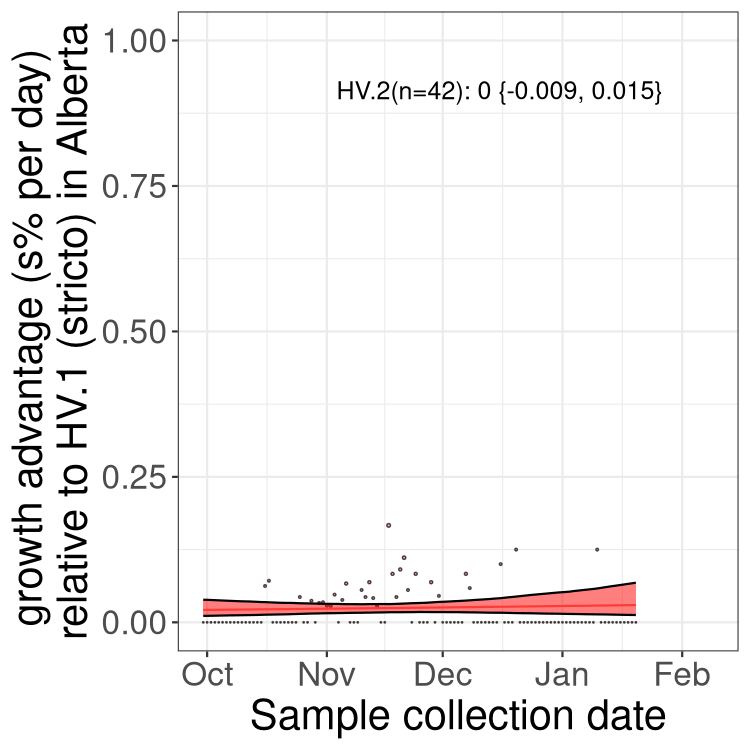 growth advantage (s% per day)
relative to HV.1 (stricto) in Alberta
1.00
0.75
0.50
0.25
0.00
HV.2(n=42): 0 {-0.009, 0.015}
Oct Nov Dec Jan Feb
Sample collection date